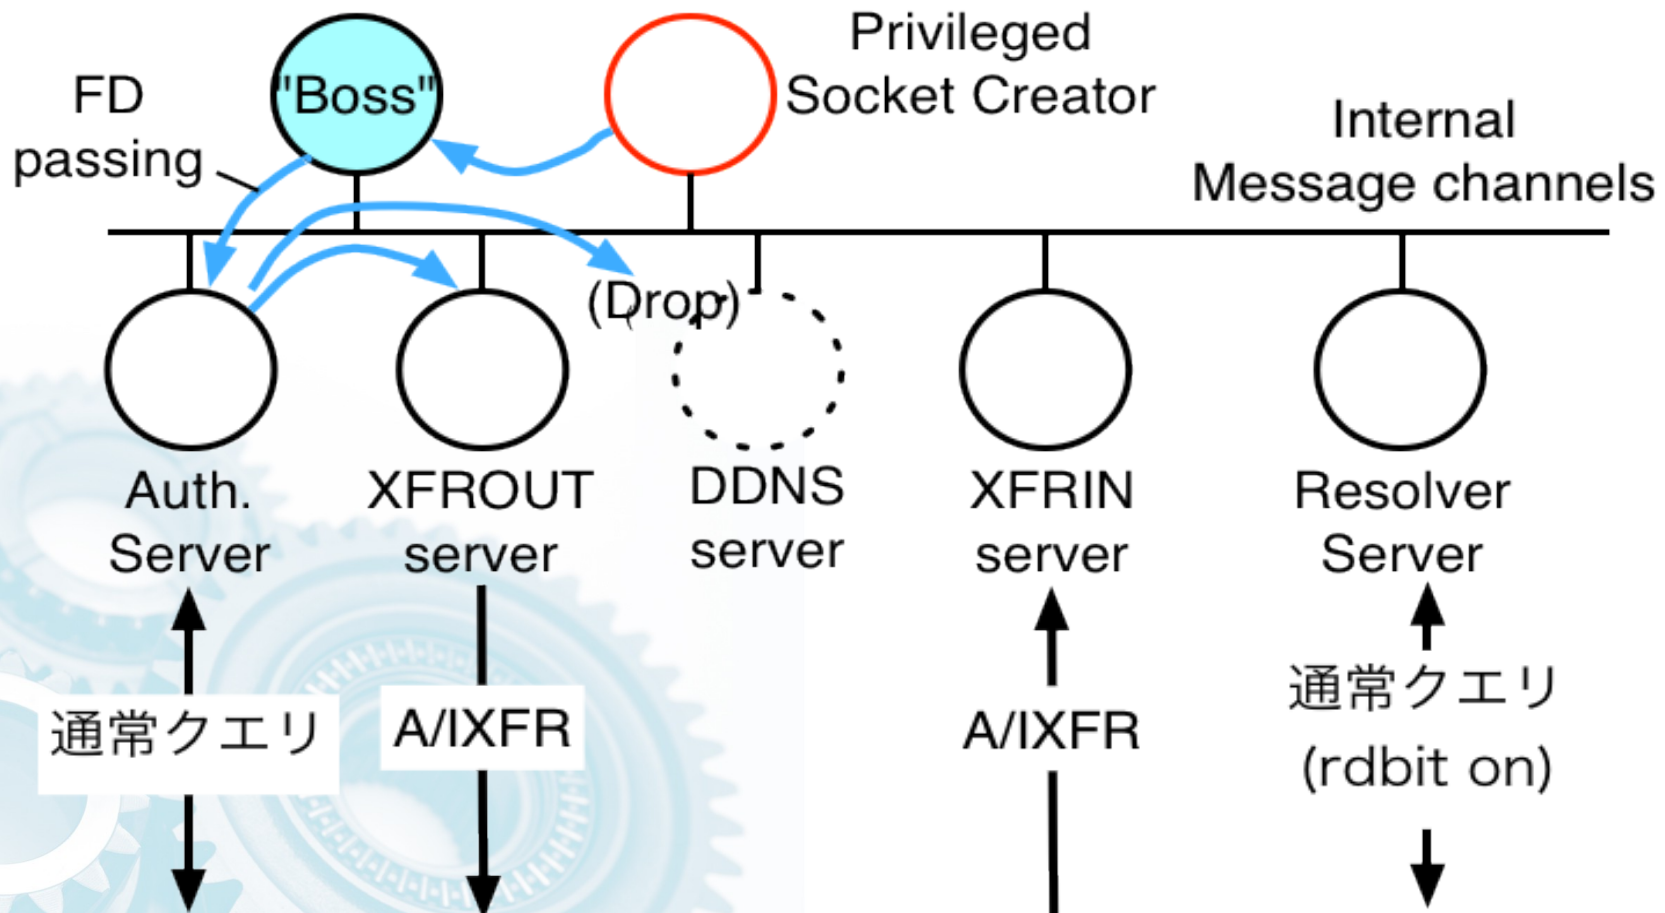 FD
passing
"Boss"
Privileged
Socket Creator
Internal
Message channels
(Drop)
Auth.
Server
XFROUT
server
DDNS
server
XFRIN
server
Resolver
Server
通常クエリ
A/IXFR
A/IXFR
通常クエリ
(rdbit on)